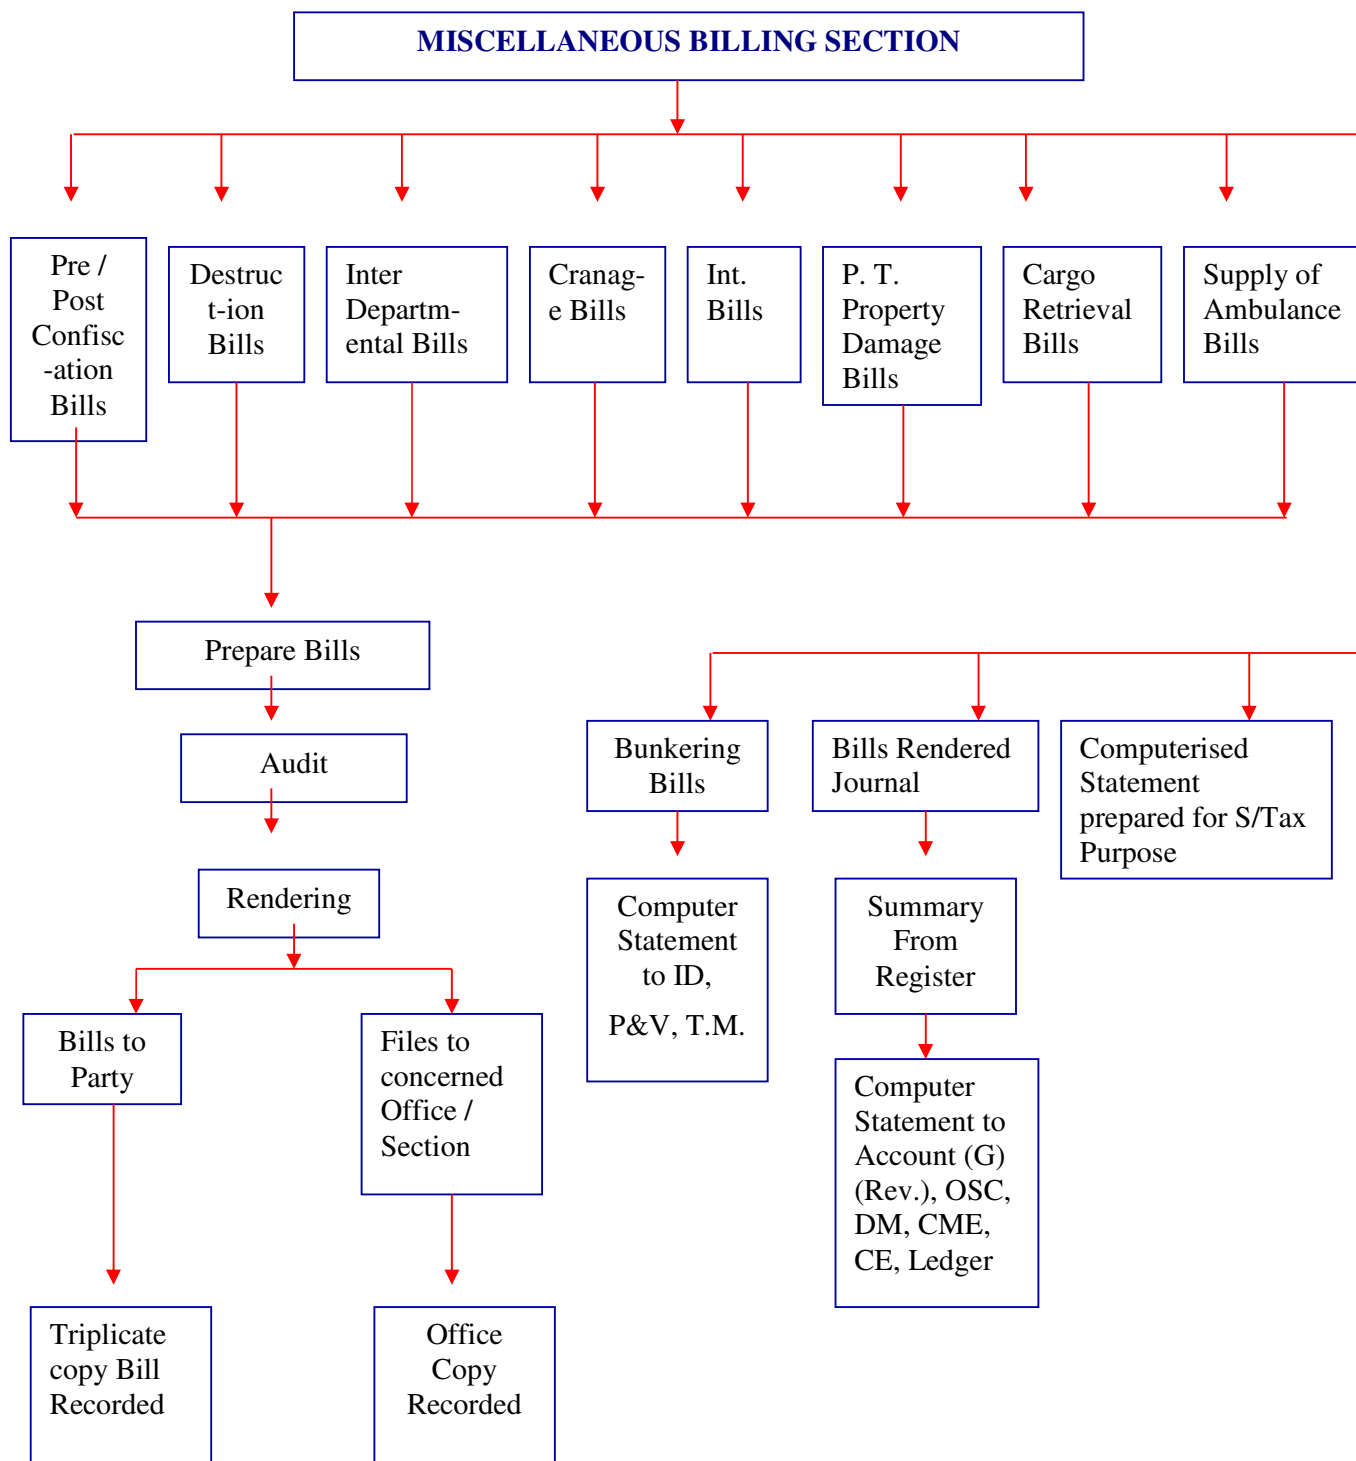 MISCELLANEOUS BILLING SECTION
Pre /
Post
Confisc
-ation
Bills
Destruc
t-ion
Bills
Inter
Departm-
ental Bills
Cranag-
e Bills
Int.
Bills
P. T.
Property
Damage
Bills
Cargo
Retrieval
Bills
Supply of
Ambulance
Bills
Prepare Bills
Audit
Rendering
Bills to
Party
Files to
concerned
Office /
Section
Triplicate
copy Bill
Recorded
Office
Copy
Recorded
Bunkering
Bills
Computer
Statement
to ID,
P&V, T.M.
Bills Rendered
Journal
Summary
From
Register
Computer
Statement to
Account (G)
(Rev.), OSC,
DM, CME,
CE, Ledger
Computerised
Statement
prepared for S/Tax
Purpose